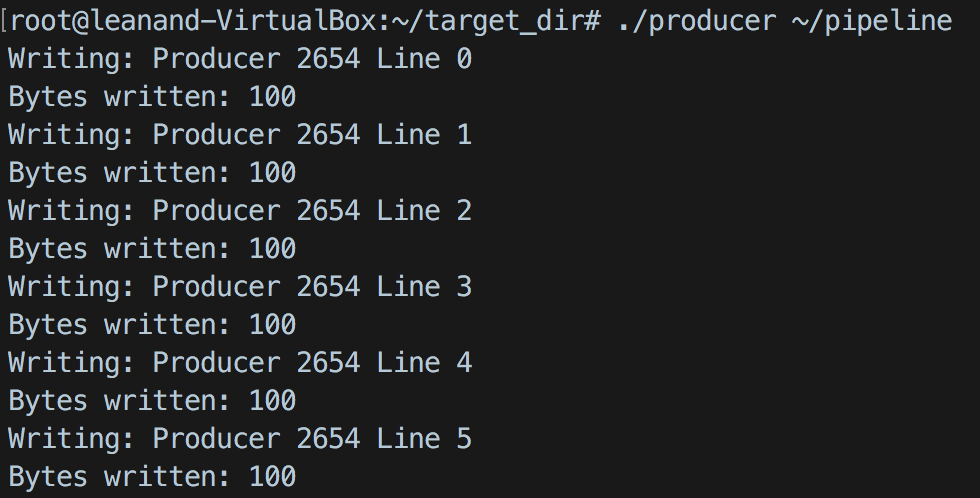 [root@leanand-VirtualBox:~/target_dir# ./producer ~/pipeline
Writing: Producer 2654 Line 0
Bytes written: 100
Writing: Producer 2654 Line 1
Bytes written: 100
Writing: Producer 2654 Line 2
Bytes written: 100
Writing: Producer 2654 Line 3
Bytes written: 100
Writing: Producer 2654 Line 4
Bytes written: 100
Writing: Producer 2654 Line 5
Bytes written: 100